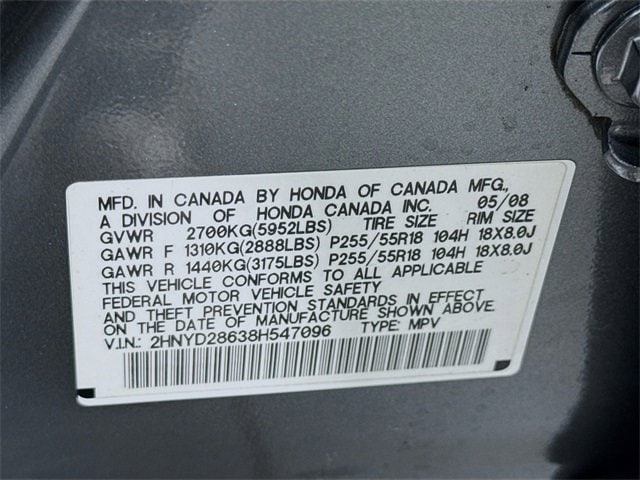 MFD. IN CANADA BY HONDA OF CANADA MFG.,
A DIVISION OF HONDA CANADA INC. 05/08
GVWR 2700KG(5952LBS) TIRE SIZE RIM SIZE
GAWR F 1310KG(2888LBS) P255/55R18 104H 18X8.0J
GAWR R 1440KG(3175LBS) P255/55R18 104H 18X8.0J
THIS VEHICLE CONFORMS TO ALL APPLICABLE
FEDERAL MOTOR VEHICLE SAFETY
AND THEFT PREVENTION STANDARDS IN EFFECT
ON THE DATE OF MANUFACTURE SHOWN ABOVE.
V.I.N.: 2HNYD28638H547096 TYPE: MPV